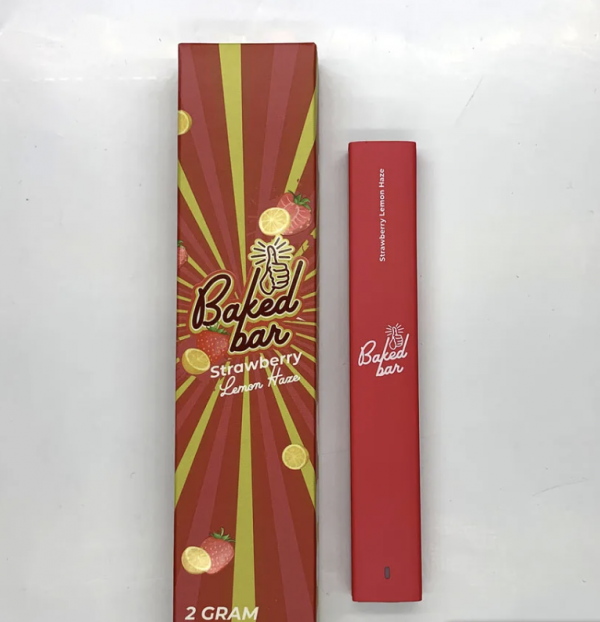 Baked
bar
Strawberry
Lemon Haze
2 GRAM
Strawberry Lemon Haze
Baked
bar